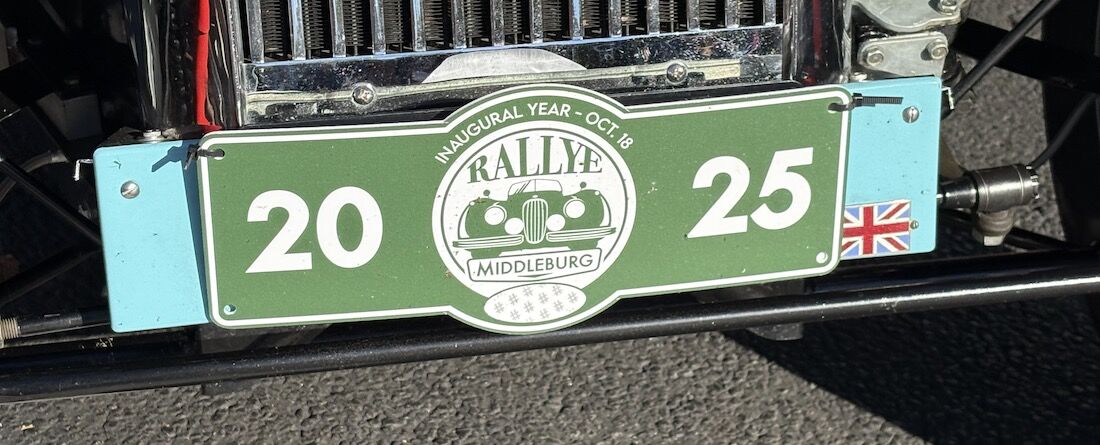 INAUGURAL YEAR - OCT. 18
RALLYE
20 25
MIDDLEBURG